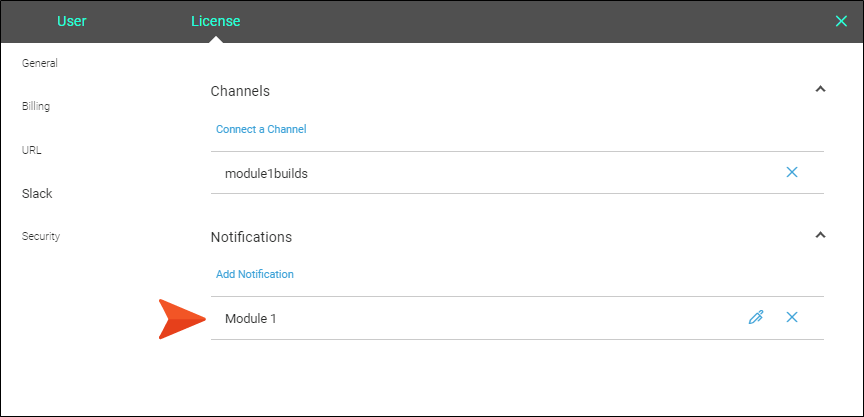 User
License
General
Billing
URL
Slack
Security
Channels
Connect a Channel
module1builds
Notifications
Add Notification
Module 1